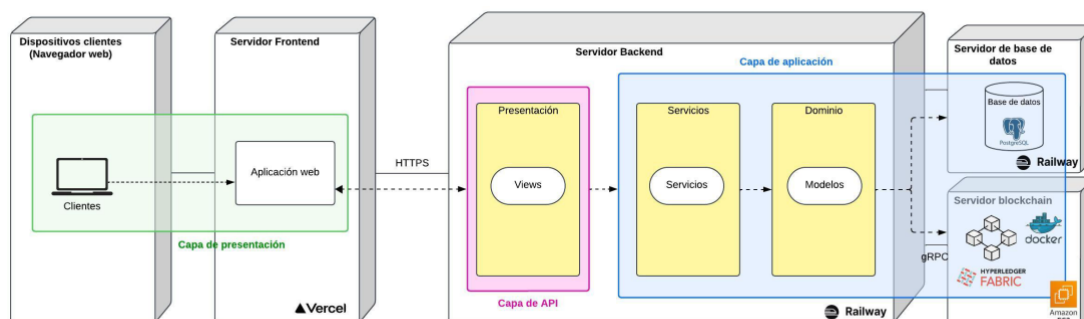 Dispositivos clientes
(Navegador web)
Clientes
Servidor Frontend
Aplicación web
Capa de presentación
Vercel
HTTPS
Servidor Backend
Capa de aplicación
Presentación
Views
Capa de API
Servicios
Servicios
Dominio
Modelos
Railway
gRPC
Servidor de base de
datos
Base de datos
PostgreSQL
Railway
Servidor blockchain
docker
HYPERLEDGER
FABRIC
Amazon